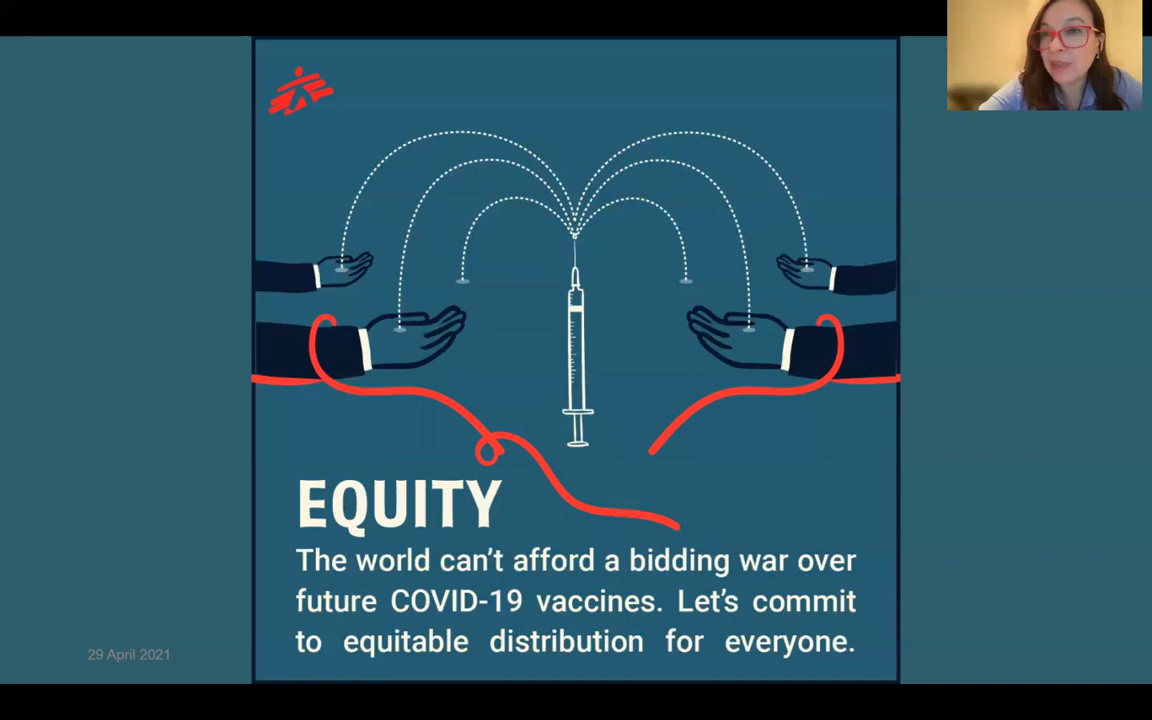 EQUITY
The world can't afford a bidding war over
future COVID-19 vaccines. Let's commit
to equitable distribution for everyone.
29 April 2021